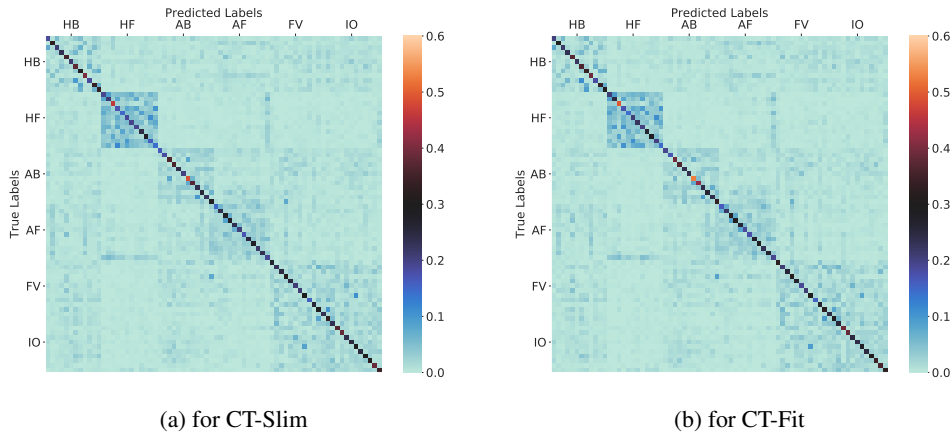 Predicted Labels
HB HF AB AF FV IO
True Labels
HB
HF
AB
AF
FV
IO
0.6
0.5
0.4
0.3
0.2
0.1
0.0
(a) for CT-Slim
Predicted Labels
HB HF AB AF FV IO
True Labels
HB
HF
AB
AF
FV
IO
0.6
0.5
0.4
0.3
0.2
0.1
0.0
(b) for CT-Fit